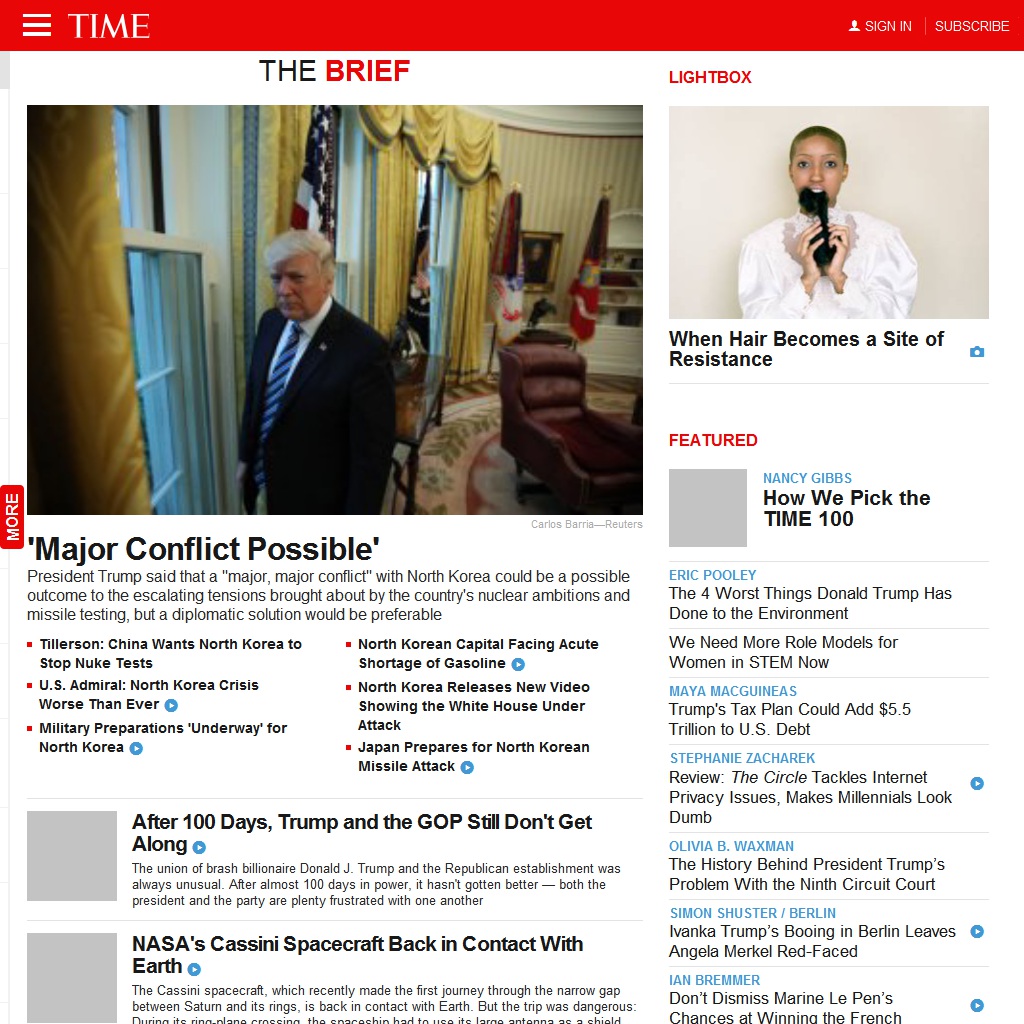 TIME
SIGN IN
SUBSCRIBE
THE BRIEF
MORE
Carlos Barria—Reuters
'Major Conflict Possible'
President Trump said that a "major, major conflict" with North Korea could be a possible
outcome to the escalating tensions brought about by the country's nuclear ambitions and
missile testing, but a diplomatic solution would be preferable
Tillerson: China Wants North Korea to
Stop Nuke Tests
U.S. Admiral: North Korea Crisis
Worse Than Ever
Military Preparations 'Underway' for
North Korea
North Korean Capital Facing Acute
Shortage of Gasoline
North Korea Releases New Video
Showing the White House Under
Attack
Japan Prepares for North Korean
Missile Attack
After 100 Days, Trump and the GOP Still Don't Get
Along
The union of brash billionaire Donald J. Trump and the Republican establishment was
always unusual. After almost 100 days in power, it hasn't gotten better — both the
president and the party are plenty frustrated with one another
NASA's Cassini Spacecraft Back in Contact With
Earth
The Cassini spacecraft, which recently made the first journey through the narrow gap
between Saturn and its rings, is back in contact with Earth. But the trip was dangerous:
During its ring-plane crossing, the spaceship had to use its large antenna as a shield
LIGHTBOX
When Hair Becomes a Site of
Resistance
FEATURED
NANCY GIBBS
How We Pick the
TIME 100
ERIC POOLEY
The 4 Worst Things Donald Trump Has
Done to the Environment
We Need More Role Models for
Women in STEM Now
MAYA MACGUINEAS
Trump's Tax Plan Could Add $5.5
Trillion to U.S. Debt
STEPHANIE ZACHAREK
Review: The Circle Tackles Internet
Privacy Issues, Makes Millennials Look
Dumb
OLIVIA B. WAXMAN
The History Behind President Trump’s
Problem With the Ninth Circuit Court
SIMON SHUSTER / BERLIN
Ivanka Trump’s Booing in Berlin Leaves
Angela Merkel Red-Faced
IAN BREMMER
Don’t Dismiss Marine Le Pen’s
Chances at Winning the French